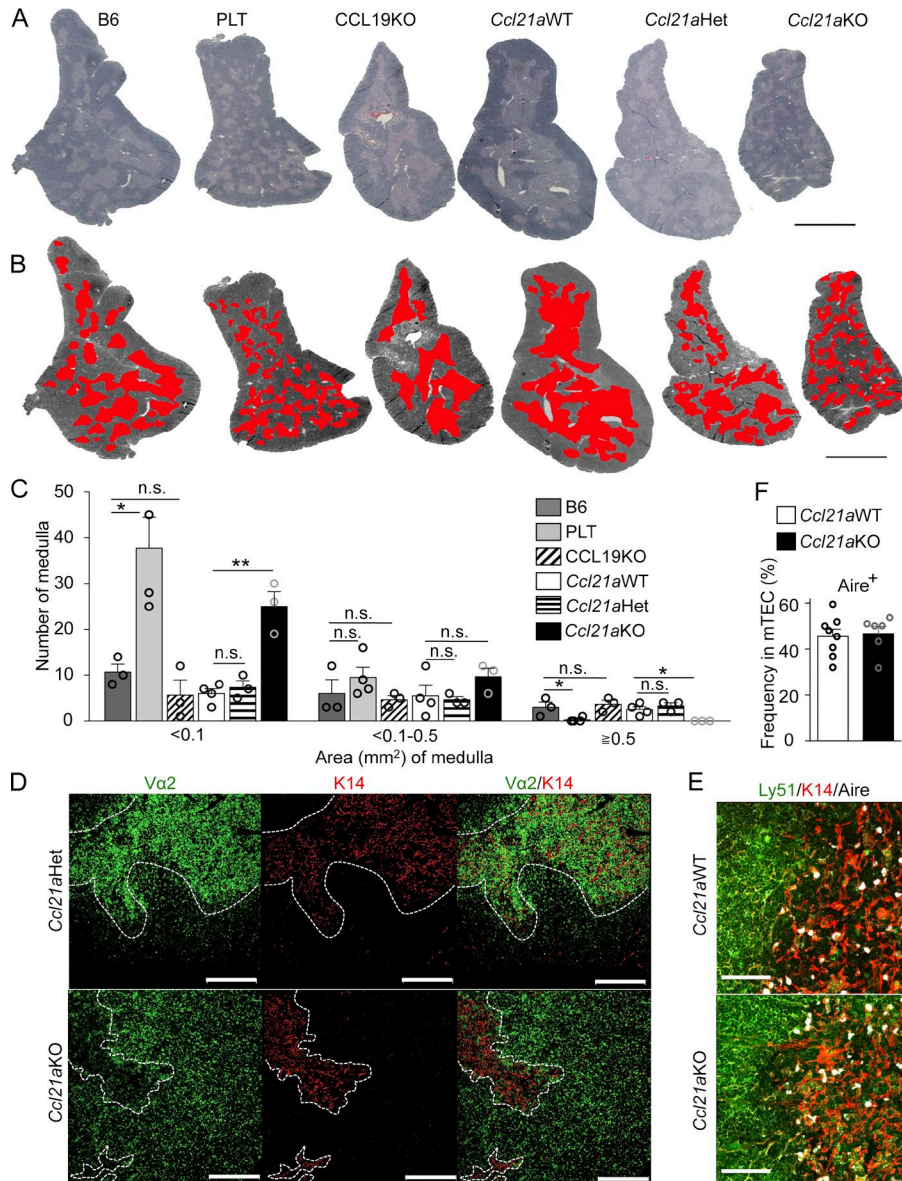 A
B6
PLT
CCL19KO
Ccl21aWT
Ccl21aHet
Ccl21aKO
B
C
Number of medulla
50
40
30
20
10
0
n.s.
*
**
n.s.
n.s.
n.s.
n.s.
n.s.
n.s.
*
*
n.s.
B6
PLT
CCL19KO
Ccl21aWT
Ccl21aHet
Ccl21aKO
<0.1
<0.1-0.5
≧0.5
Area (mm²) of medulla
F
Ccl21aWT
Ccl21aKO
Frequency in mTEC (%)
Aire⁺
60
40
20
0
D
Vα2
K14
Vα2/K14
Ccl21aHet
Ccl21aKO
E
Ly51/K14/Aire
Ccl21aWT
Ccl21aKO